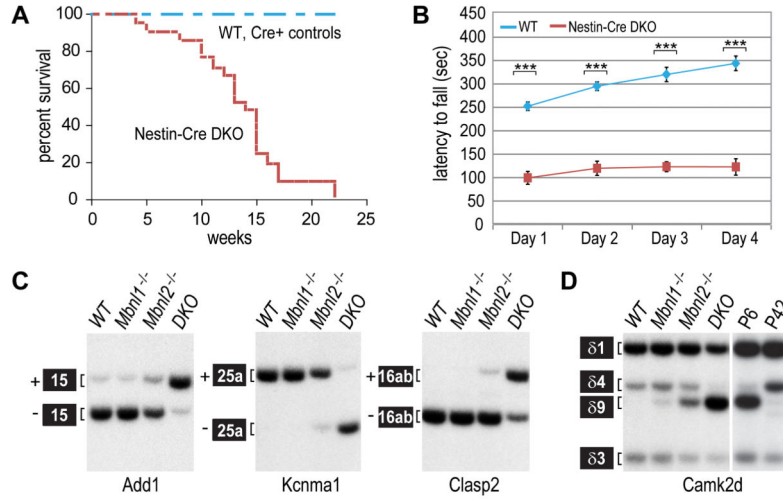 A
100
80
60
40
20
0
percent survival
WT, Cre+ controls
Nestin-Cre DKO
0 5 10 15 20 25
weeks
B
450
400
350
300
250
200
150
100
50
0
latency to fall (sec)
WT Nestin-Cre DKO
*** *** *** ***
Day 1 Day 2 Day 3 Day 4
C
WT Mbnl1-/- Mbnl2-/- DKO
+ 15
- 15
Add1
WT Mbnl1-/- Mbnl2-/- DKO
+ 25a
- 25a
Kcnma1
WT Mbnl1-/- Mbnl2-/- DKO
+ 16ab
- 16ab
Clasp2
D
WT Mbnl1-/- Mbnl2-/- DKO P6 P42
δ1
δ4
δ9
δ3
Camk2d